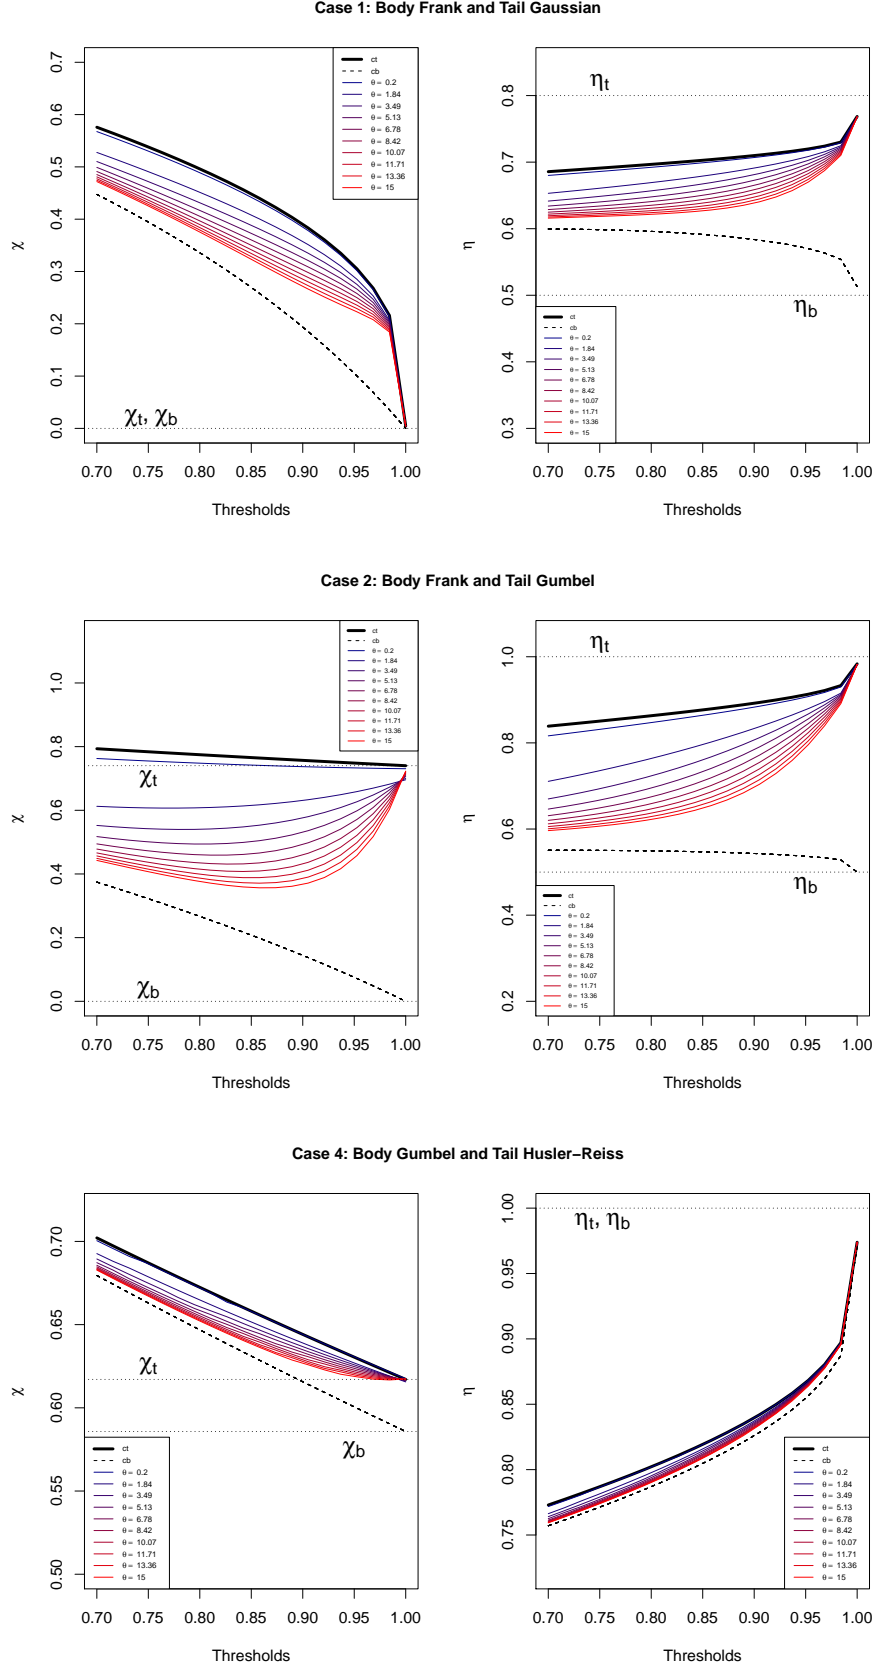 Case 1: Body Frank and Tail Gaussian
0.7
0.6
0.5
0.4
0.3
0.2
0.1
0.0
χ
ct
cb
θ = 0.2
θ = 1.84
θ = 3.49
θ = 5.13
θ = 6.78
θ = 8.42
θ = 10.07
θ = 11.71
θ = 13.36
θ = 15
χt, χb
0.70 0.75 0.80 0.85 0.90 0.95 1.00
Thresholds
0.8
0.7
0.6
0.5
0.4
0.3
η
ηt
ηb
ct
cb
θ = 0.2
θ = 1.84
θ = 3.49
θ = 5.13
θ = 6.78
θ = 8.42
θ = 10.07
θ = 11.71
θ = 13.36
θ = 15
0.70 0.75 0.80 0.85 0.90 0.95 1.00
Thresholds
Case 2: Body Frank and Tail Gumbel
1.0
0.8
0.6
0.4
0.2
0.0
χ
ct
cb
θ = 0.2
θ = 1.84
θ = 3.49
θ = 5.13
θ = 6.78
θ = 8.42
θ = 10.07
θ = 11.71
θ = 13.36
θ = 15
χt
χb
0.70 0.75 0.80 0.85 0.90 0.95 1.00
Thresholds
1.0
0.8
0.6
0.4
0.2
η
ηt
ηb
ct
cb
θ = 0.2
θ = 1.84
θ = 3.49
θ = 5.13
θ = 6.78
θ = 8.42
θ = 10.07
θ = 11.71
θ = 13.36
θ = 15
0.70 0.75 0.80 0.85 0.90 0.95 1.00
Thresholds
Case 4: Body Gumbel and Tail Husler−Reiss
0.70
0.65
0.60
0.55
0.50
χ
χt
χb
ct
cb
θ = 0.2
θ = 1.84
θ = 3.49
θ = 5.13
θ = 6.78
θ = 8.42
θ = 10.07
θ = 11.71
θ = 13.36
θ = 15
0.70 0.75 0.80 0.85 0.90 0.95 1.00
Thresholds
1.00
0.95
0.90
0.85
0.80
0.75
η
ηt, ηb
ct
cb
θ = 0.2
θ = 1.84
θ = 3.49
θ = 5.13
θ = 6.78
θ = 8.42
θ = 10.07
θ = 11.71
θ = 13.36
θ = 15
0.70 0.75 0.80 0.85 0.90 0.95 1.00
Thresholds